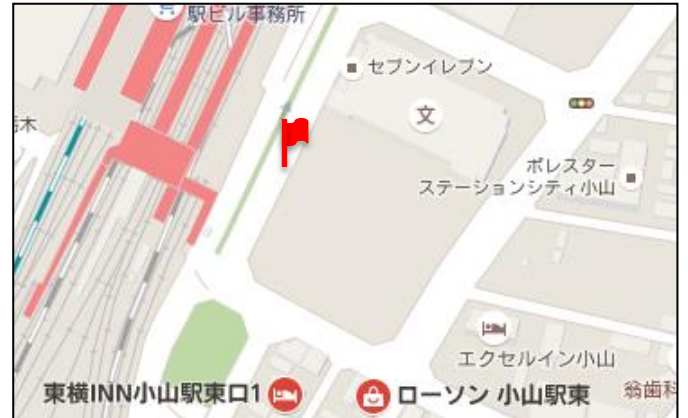 駅ビル事務所
セブンイレブン
文
栃木
ポレスター
ステーションシティ小山
エクセルイン小山
東横INN小山駅東口1
ローソン 小山駅東
翁歯科